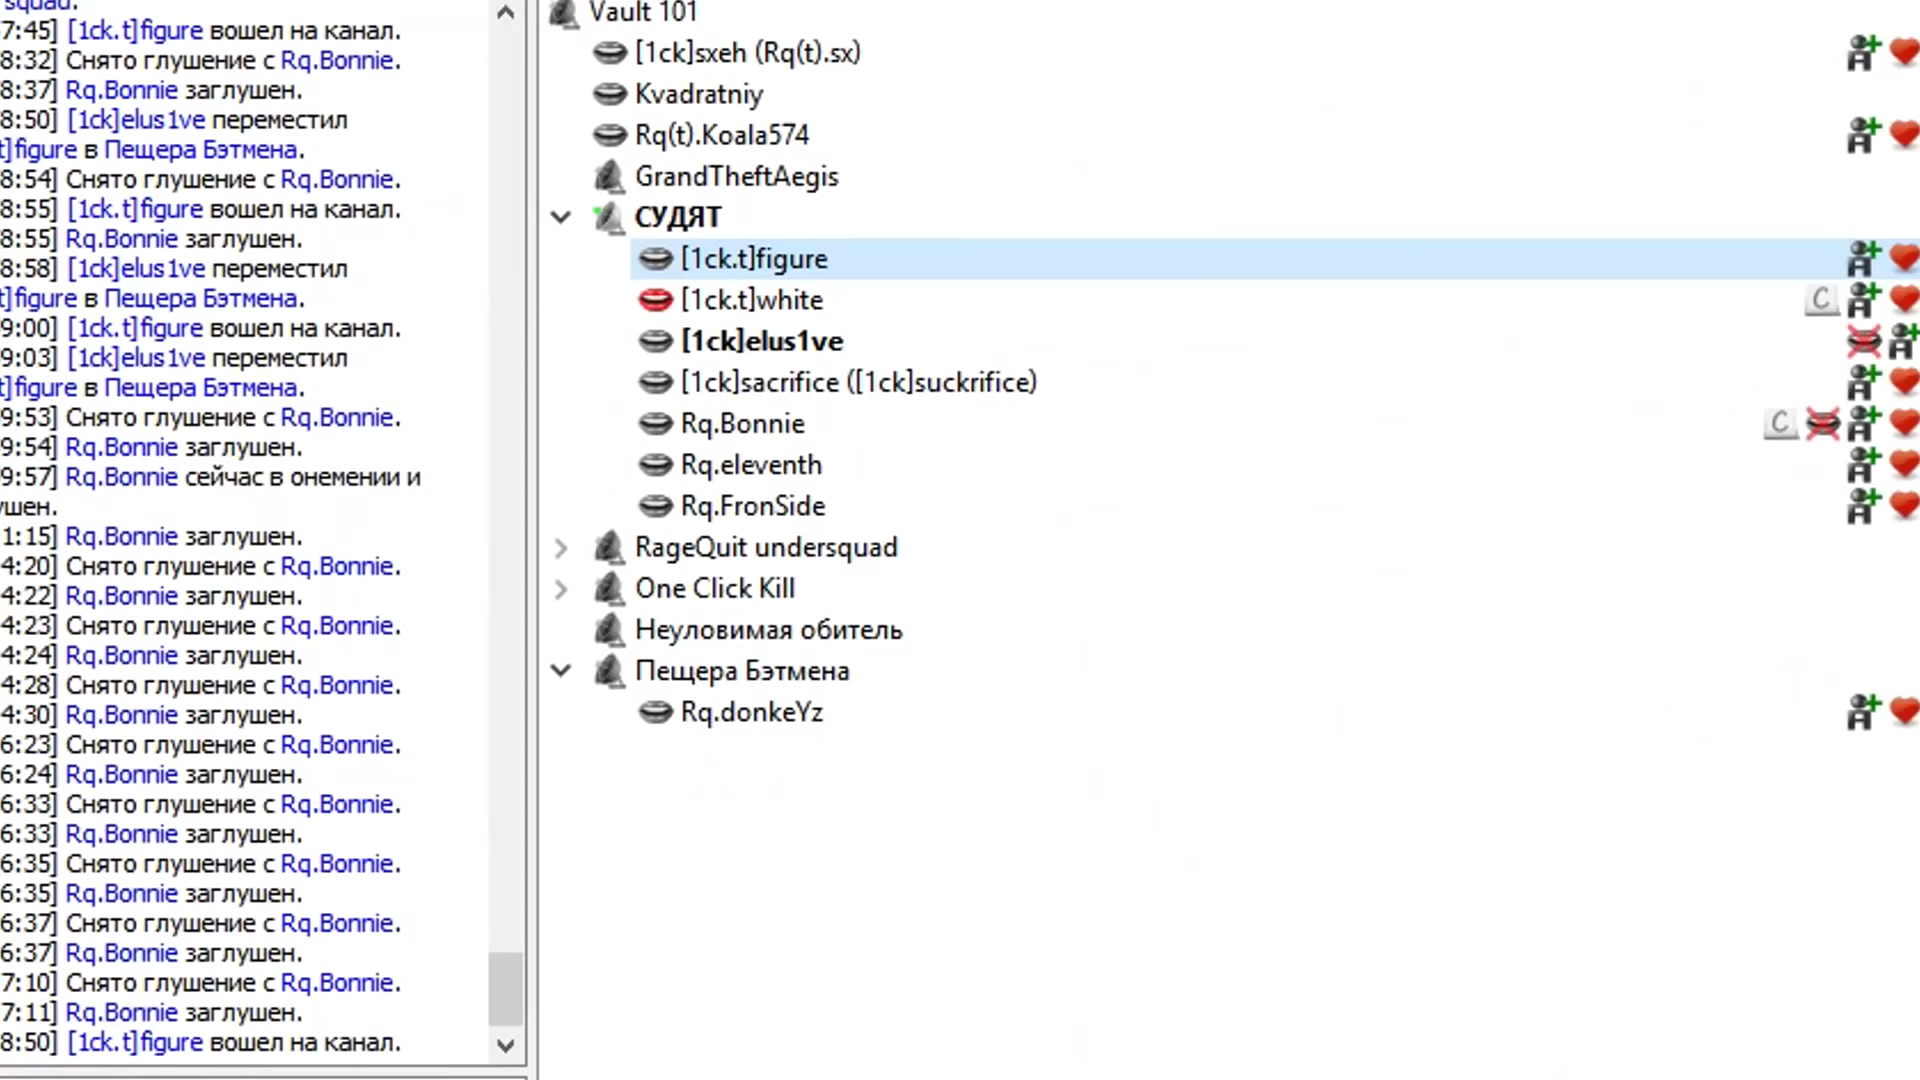 squad.
7:45] [1ck.t]figure вошел на канал.
8:32] Снято глушение с Rq.Bonnie.
8:37] Rq.Bonnie заглушен.
8:50] [1ck]elus1ve переместил
t]figure в Пещера Бэтмена.
8:54] Снято глушение с Rq.Bonnie.
8:55] [1ck.t]figure вошел на канал.
8:55] Rq.Bonnie заглушен.
8:58] [1ck]elus1ve переместил
t]figure в Пещера Бэтмена.
9:00] [1ck.t]figure вошел на канал.
9:03] [1ck]elus1ve переместил
t]figure в Пещера Бэтмена.
9:53] Снято глушение с Rq.Bonnie.
9:54] Rq.Bonnie заглушен.
9:57] Rq.Bonnie сейчас в онемении и
ушен.
1:15] Rq.Bonnie заглушен.
4:20] Снято глушение с Rq.Bonnie.
4:22] Rq.Bonnie заглушен.
4:23] Снято глушение с Rq.Bonnie.
4:24] Rq.Bonnie заглушен.
4:28] Снято глушение с Rq.Bonnie.
4:30] Rq.Bonnie заглушен.
6:23] Снято глушение с Rq.Bonnie.
6:24] Rq.Bonnie заглушен.
6:33] Снято глушение с Rq.Bonnie.
6:33] Rq.Bonnie заглушен.
6:35] Снято глушение с Rq.Bonnie.
6:35] Rq.Bonnie заглушен.
6:37] Снято глушение с Rq.Bonnie.
6:37] Rq.Bonnie заглушен.
7:10] Снято глушение с Rq.Bonnie.
7:11] Rq.Bonnie заглушен.
8:50] [1ck.t]figure вошел на канал.
Vault 101
[1ck]sxeh (Rq(t).sx)
Kvadratniy
Rq(t).Koala574
GrandTheftAegis
СУДЯТ
[1ck.t]figure
[1ck.t]white C
[1ck]elus1ve
[1ck]sacrifice ([1ck]suckrifice)
Rq.Bonnie C
Rq.eleventh
Rq.FronSide
RageQuit undersquad
One Click Kill
Неуловимая обитель
Пещера Бэтмена
Rq.donkeYz